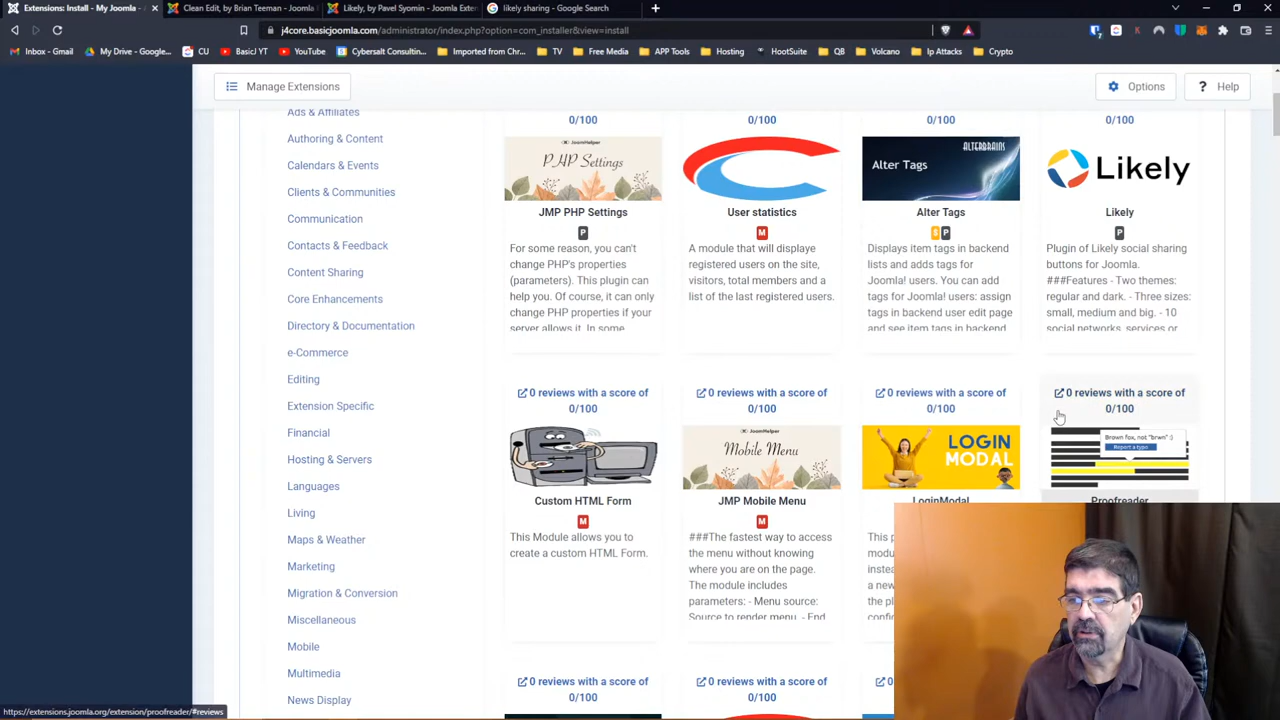 Extensions: Install - My Joomla
Clean Edit, by Brian Teeman - Joomla
Likely, by Pavel Syomin - Joomla Exten
likely sharing - Google Search
j4core.basicjoomla.com/administrator/index.php?option=com_installer&view=install
Inbox - Gmail
My Drive - Google...
CU
BasicJ YT
YouTube
Cybersalt Consulting...
Imported from Chr...
TV
Free Media
APP Tools
Hosting
HootSuite
QB
Volcano
Ip Attacks
Crypto
Manage Extensions
Options
? Help
Ads & Affiliates
Authoring & Content
Calendars & Events
Clients & Communities
Communication
Contacts & Feedback
Content Sharing
Core Enhancements
Directory & Documentation
e-Commerce
Editing
Extension Specific
Financial
Hosting & Servers
Languages
Living
Maps & Weather
Marketing
Migration & Conversion
Miscellaneous
Mobile
Multimedia
News Display
0/100
JoomHelper
PHP Settings
JMP PHP Settings
P
For some reason, you can't
change PHP's properties
(parameters). This plugin can
help you. Of course, it can only
change PHP properties if your
server allows it. In some
0/100
User statistics
M
A module that will displaye
registered users on the site,
visitors, total members and a
list of the last registered users.
0/100
ALTERBRAINS
Alter Tags
Alter Tags
$ P
Displays item tags in backend
lists and adds tags for
Joomla! users. You can add
tags for Joomla! users: assign
tags in backend user edit page
and see item tags in backend
0/100
Likely
Likely
P
Plugin of Likely social sharing
buttons for Joomla.
###Features - Two themes:
regular and dark. - Three sizes:
small, medium and big. - 10
social networks, services or
0 reviews with a score of
0/100
Custom HTML Form
M
This Module allows you to
create a custom HTML Form.
0 reviews with a score of
0/100
JoomHelper
Mobile Menu
JMP Mobile Menu
M
###The fastest way to access
the menu without knowing
where you are on the page.
The module includes
parameters: - Menu source:
Source to render menu. - End
0 reviews with a score of
0/100
LOGIN
MODAL
LoginModal
0 reviews with a score of
0/100
Brown fox, not "brwn" :)
Report a typo
Proofreader
0 reviews with a score of
0/100
0 reviews with a score of
0/100
https://extensions.joomla.org/extension/proofreader/#reviews